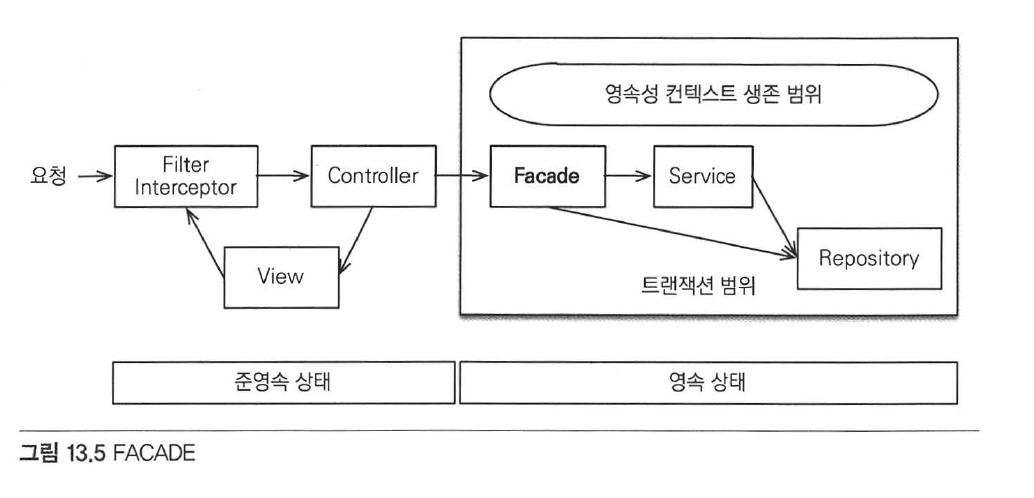 영속성 컨텍스트 생존 범위
요청
Filter
Interceptor
Controller
Facade
Service
View
Repository
트랜잭션 범위
준영속 상태
영속 상태
그림 13.5 FACADE